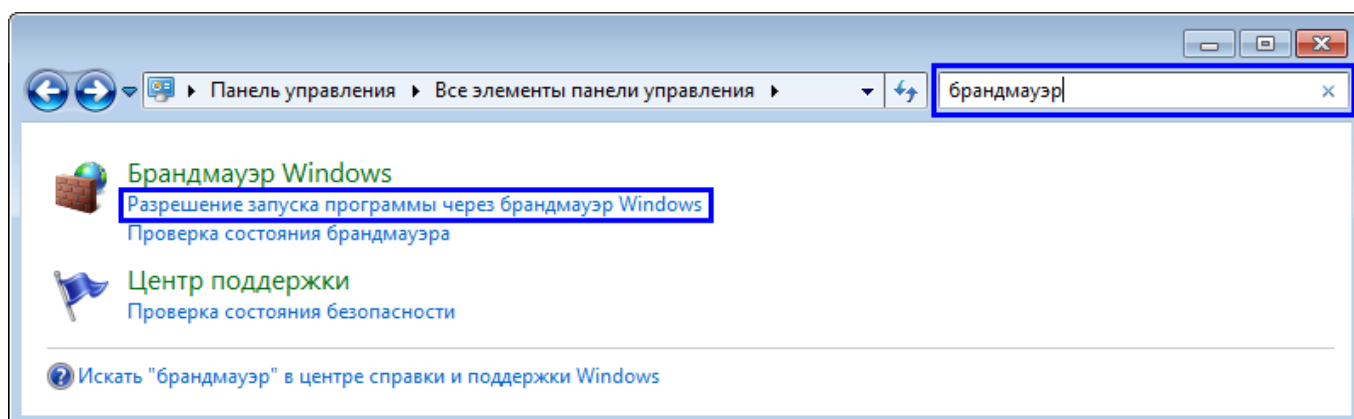 Панель управления ▸ Все элементы панели управления ▸ брандмауэр
Брандмауэр Windows
Разрешение запуска программы через брандмауэр Windows
Проверка состояния брандмауэра
Центр поддержки
Проверка состояния безопасности
Искать "брандмауэр" в центре справки и поддержки Windows